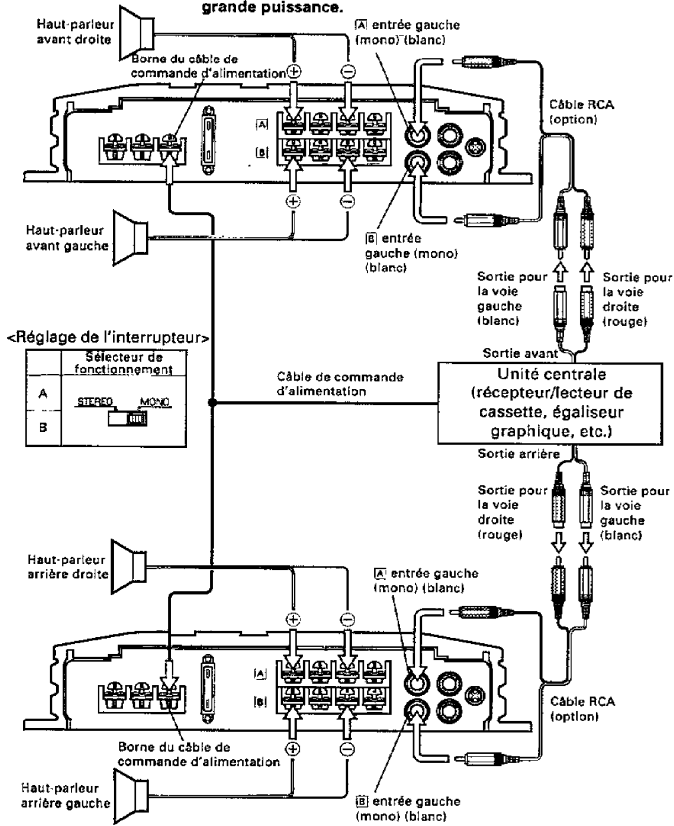 grande puissance.
Haut-parleur
avant droite
Borne du câble de
commande d'alimentation
A entrée gauche
(mono) (blanc)
Câble RCA
(option)
+
−
A
B
+
−
Haut-parleur
avant gauche
B entrée
gauche (mono)
(blanc)
Sortie pour
la voie
gauche
(blanc)
Sortie pour
la voie
droite
(rouge)
<Réglage de l'interrupteur>
Sélecteur de
fonctionnement
A
B
STEREO
MONO
Câble de commande
d'alimentation
Sortie avant
Unité centrale
(récepteur/lecteur de
cassette, égaliseur
graphique, etc.)
Sortie arrière
Sortie pour
la voie
droite
(rouge)
Sortie pour
la voie
gauche
(blanc)
Haut-parleur
arrière droite
A entrée gauche
(mono) (blanc)
+
−
A
B
+
−
Câble RCA
(option)
Borne du câble de
commande d'alimentation
Haut-parleur
arrière gauche
B entrée gauche
(mono) (blanc)